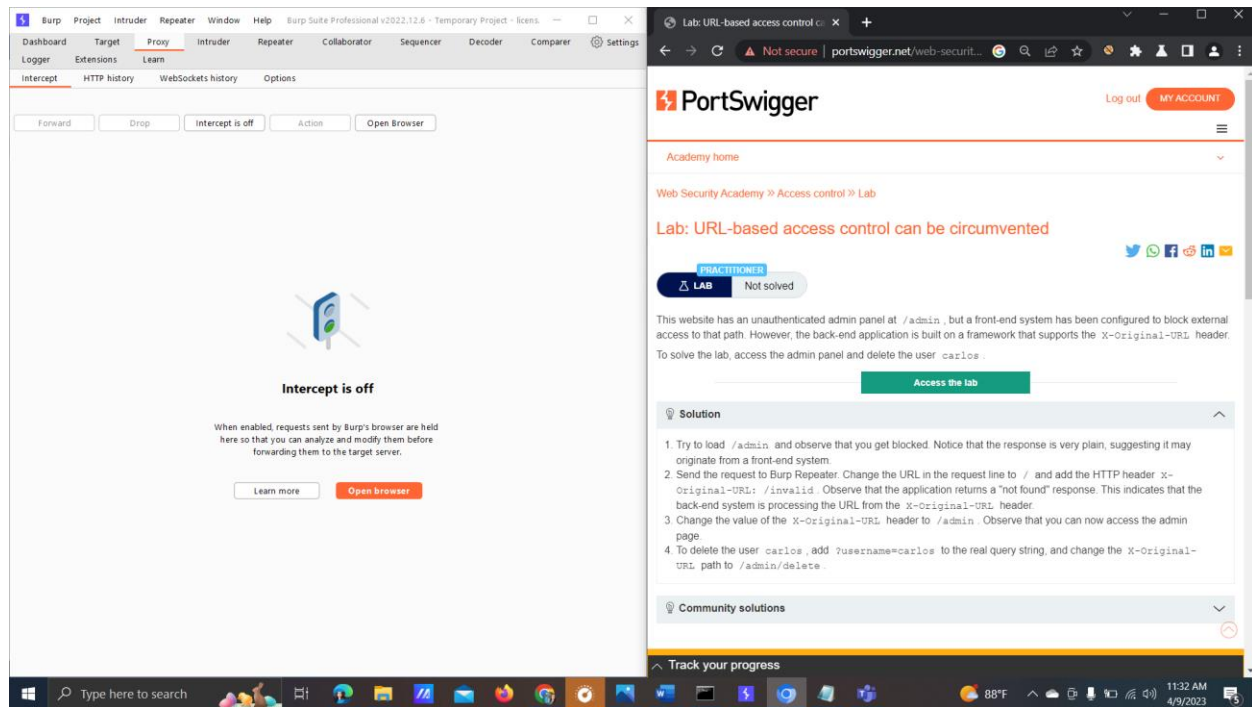 Burp Project Intruder Repeater Window Help Burp Suite Professional v2022.12.6 - Temporary Project - licens.
Dashboard Target Proxy Intruder Repeater Collaborator Sequencer Decoder Comparer Settings
Logger Extensions Learn
Intercept HTTP history WebSockets history Options
Forward Drop Intercept is off Action Open Browser
Intercept is off
When enabled, requests sent by Burp's browser are held
here so that you can analyze and modify them before
forwarding them to the target server.
Learn more Open browser
Lab: URL-based access control ca
Not secure | portswigger.net/web-securit...
PortSwigger
Log out MY ACCOUNT
Academy home
Web Security Academy » Access control » Lab
Lab: URL-based access control can be circumvented
PRACTITIONER
LAB Not solved
This website has an unauthenticated admin panel at /admin, but a front-end system has been configured to block external
access to that path. However, the back-end application is built on a framework that supports the X-Original-URL header.
To solve the lab, access the admin panel and delete the user carlos.
Access the lab
Solution
1. Try to load /admin and observe that you get blocked. Notice that the response is very plain, suggesting it may
originate from a front-end system.
2. Send the request to Burp Repeater. Change the URL in the request line to / and add the HTTP header X-
Original-URL: /invalid. Observe that the application returns a "not found" response. This indicates that the
back-end system is processing the URL from the X-Original-URL header.
3. Change the value of the X-Original-URL header to /admin. Observe that you can now access the admin
page.
4. To delete the user carlos, add ?username=carlos to the real query string, and change the X-Original-
URL path to /admin/delete.
Community solutions
Track your progress
Type here to search
88°F
11:32 AM
4/9/2023